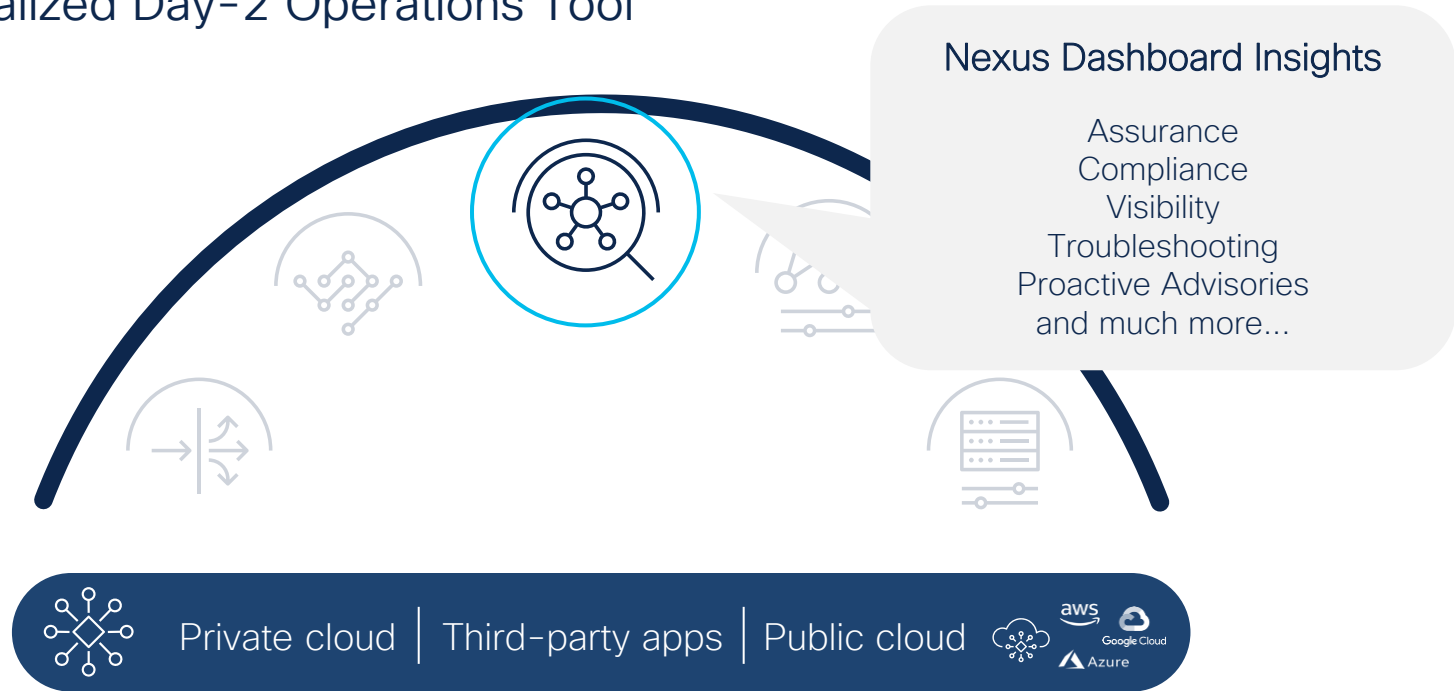 alized Day-2 Operations Tool
Nexus Dashboard Insights
Assurance
Compliance
Visibility
Troubleshooting
Proactive Advisories
and much more...
Private cloud | Third-party apps | Public cloud
aws
Google Cloud
Azure